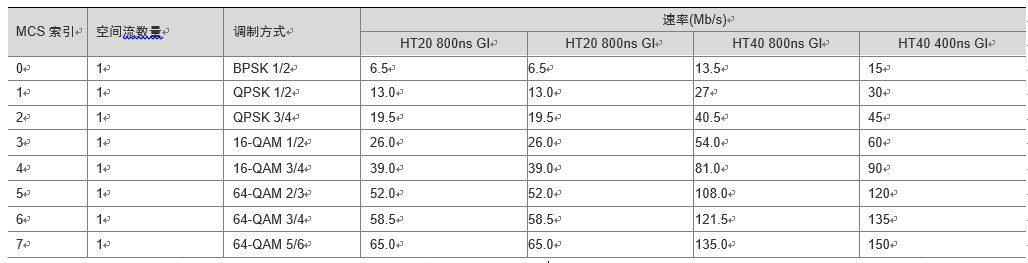 MCS 索引 空间流数量 调制方式 速率(Mb/s)
HT20 800ns GI HT20 800ns GI HT40 800ns GI HT40 400ns GI
0 1 BPSK 1/2 6.5 6.5 13.5 15
1 1 QPSK 1/2 13.0 13.0 27 30
2 1 QPSK 3/4 19.5 19.5 40.5 45
3 1 16-QAM 1/2 26.0 26.0 54.0 60
4 1 16-QAM 3/4 39.0 39.0 81.0 90
5 1 64-QAM 2/3 52.0 52.0 108.0 120
6 1 64-QAM 3/4 58.5 58.5 121.5 135
7 1 64-QAM 5/6 65.0 65.0 135.0 150